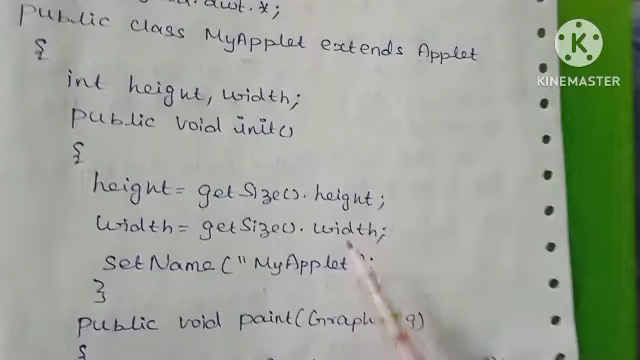 .awt.*;
public class MyApplet extends Applet
{
int height, width;
public void init()
{
height = getSize().height;
width = getSize().width;
setName("MyApplet");
}
public void paint(Graph g)
{
K
KINEMASTER